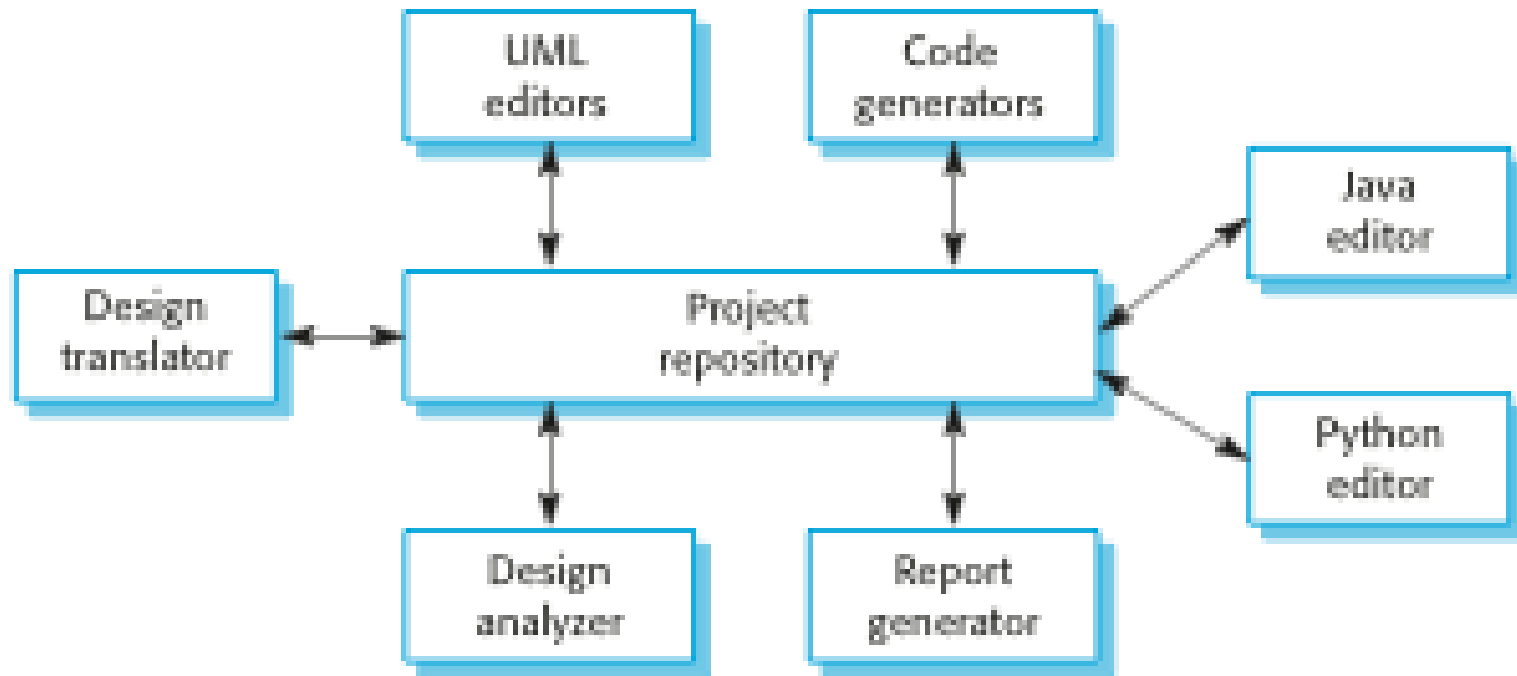 UML
editors
Code
generators
Java
editor
Design
translator
Project
repository
Python
editor
Design
analyzer
Report
generator